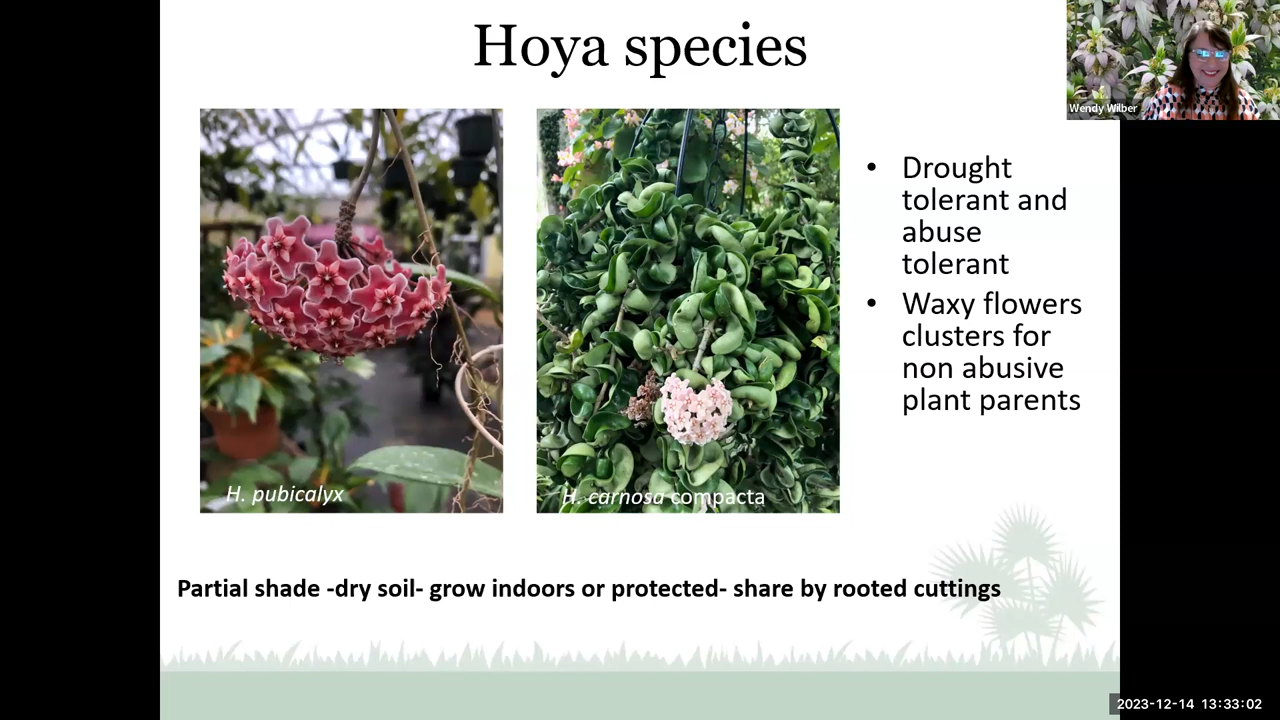 Hoya species
Wendy Wilber
• Drought
tolerant and
abuse
tolerant
• Waxy flowers
clusters for
non abusive
plant parents
H. pubicalyx
H. carnosa compacta
Partial shade -dry soil- grow indoors or protected- share by rooted cuttings
2023-12-14 13:33:02